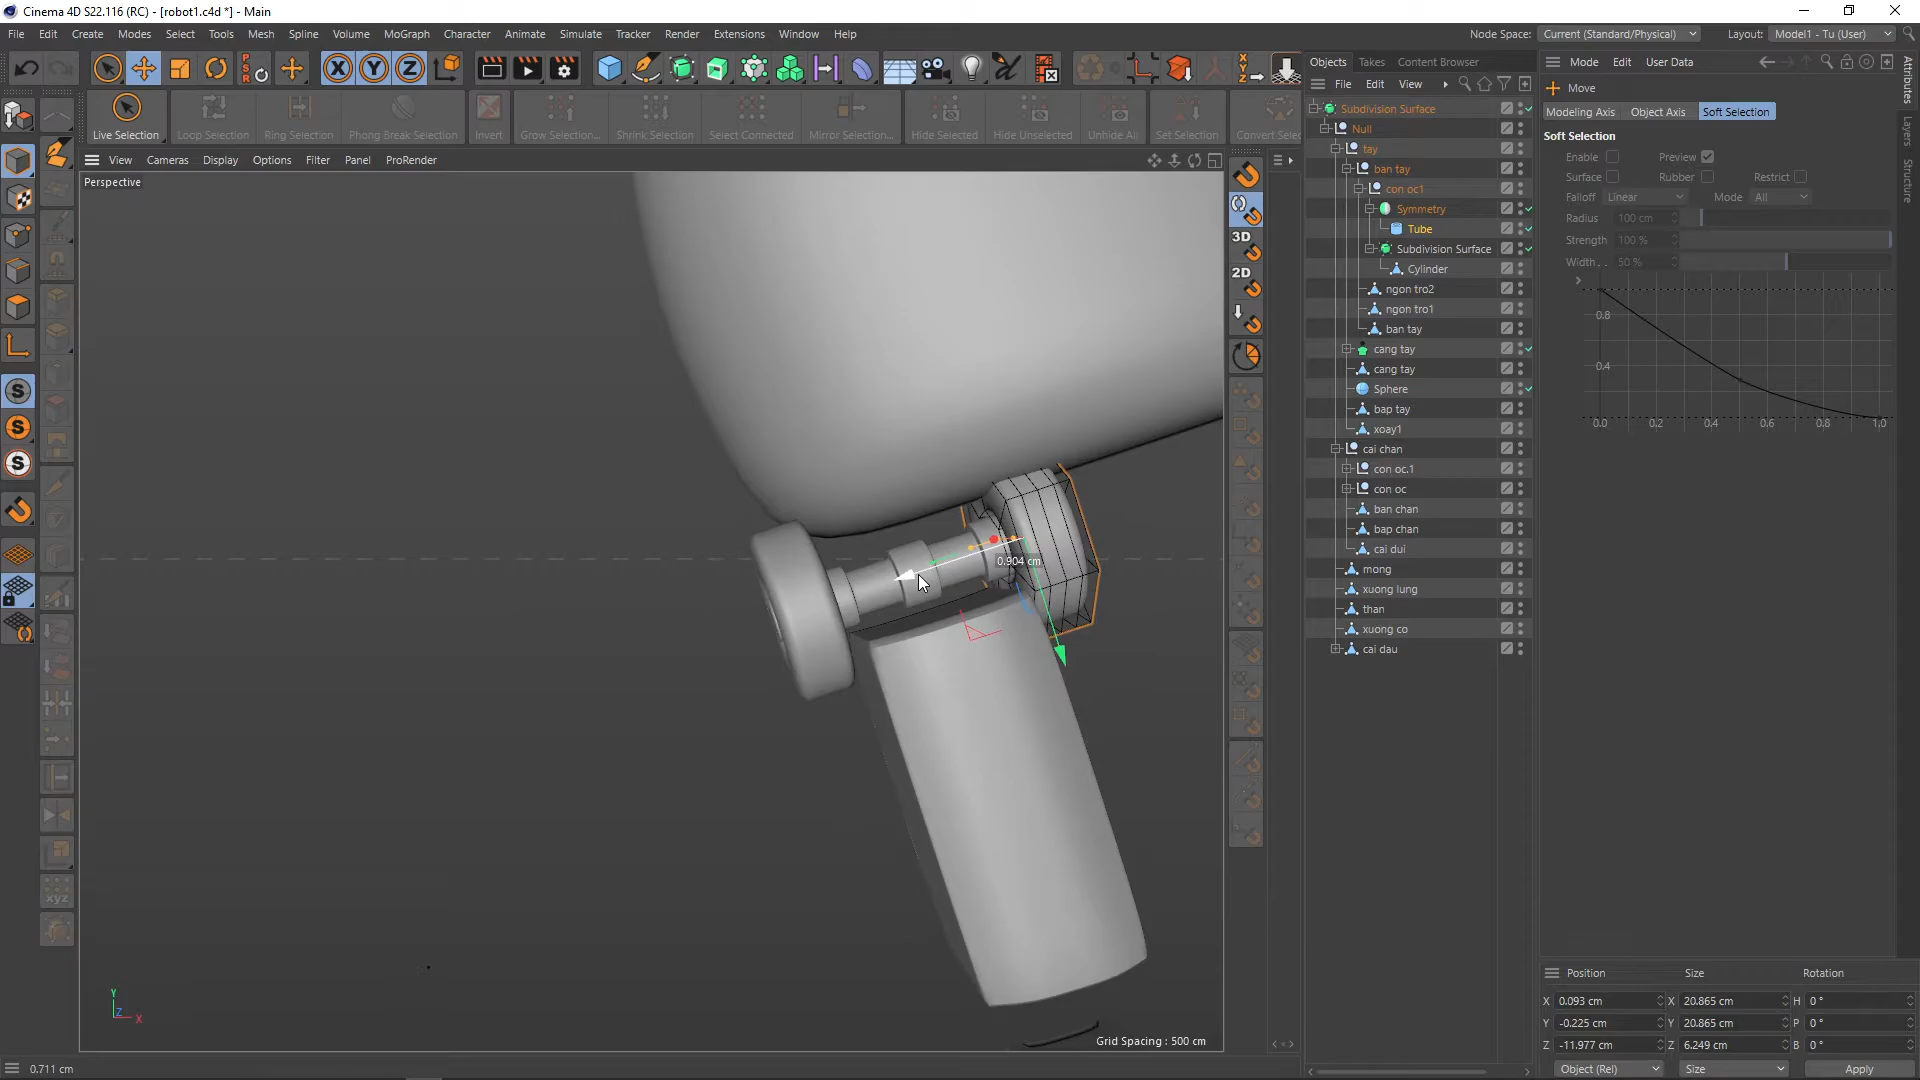 Cinema 4D S22.116 (RC) - [robot1.c4d *] - Main
File Edit Create Modes Select Tools Mesh Spline Volume MoGraph Character Animate Simulate Tracker Render Extensions Window Help
Node Space: Current (Standard/Physical) Layout: Model1 - Tu (User)
Live Selection Loop Selection Ring Selection Phong Break Selection Invert Grow Selection... Shrink Selection Select Connected Mirror Selection... Hide Selected Hide Unselected Unhide All Set Selection Convert Selec
View Cameras Display Options Filter Panel ProRender
Perspective
0.904 cm
Grid Spacing : 500 cm
Y
Z
X
PSR
X Y Z
S
S
S
xyz
3D
2D
Objects Takes Content Browser
File Edit View
Subdivision Surface
Null
tay
ban tay
con oc1
Symmetry
Tube
Subdivision Surface
Cylinder
ngon tro2
ngon tro1
ban tay
cang tay
cang tay
Sphere
bap tay
xoay1
cai chan
con oc.1
con oc
ban chan
bap chan
cai dui
mong
xuong lung
than
xuong co
cai dau
Mode Edit User Data
Move
Modeling Axis Object Axis Soft Selection
Soft Selection
Enable Preview
Surface Rubber Restrict
Falloff Linear Mode All
Radius 100 cm
Strength 100 %
Width . . 50 %
0.8
0.4
0.0 0.2 0.4 0.6 0.8 1.0
Attributes
Layers
Structure
Position Size Rotation
X 0.093 cm X 20.865 cm H 0 °
Y -0.225 cm Y 20.865 cm P 0 °
Z -11.977 cm Z 6.249 cm B 0 °
Object (Rel) Size Apply
0.711 cm